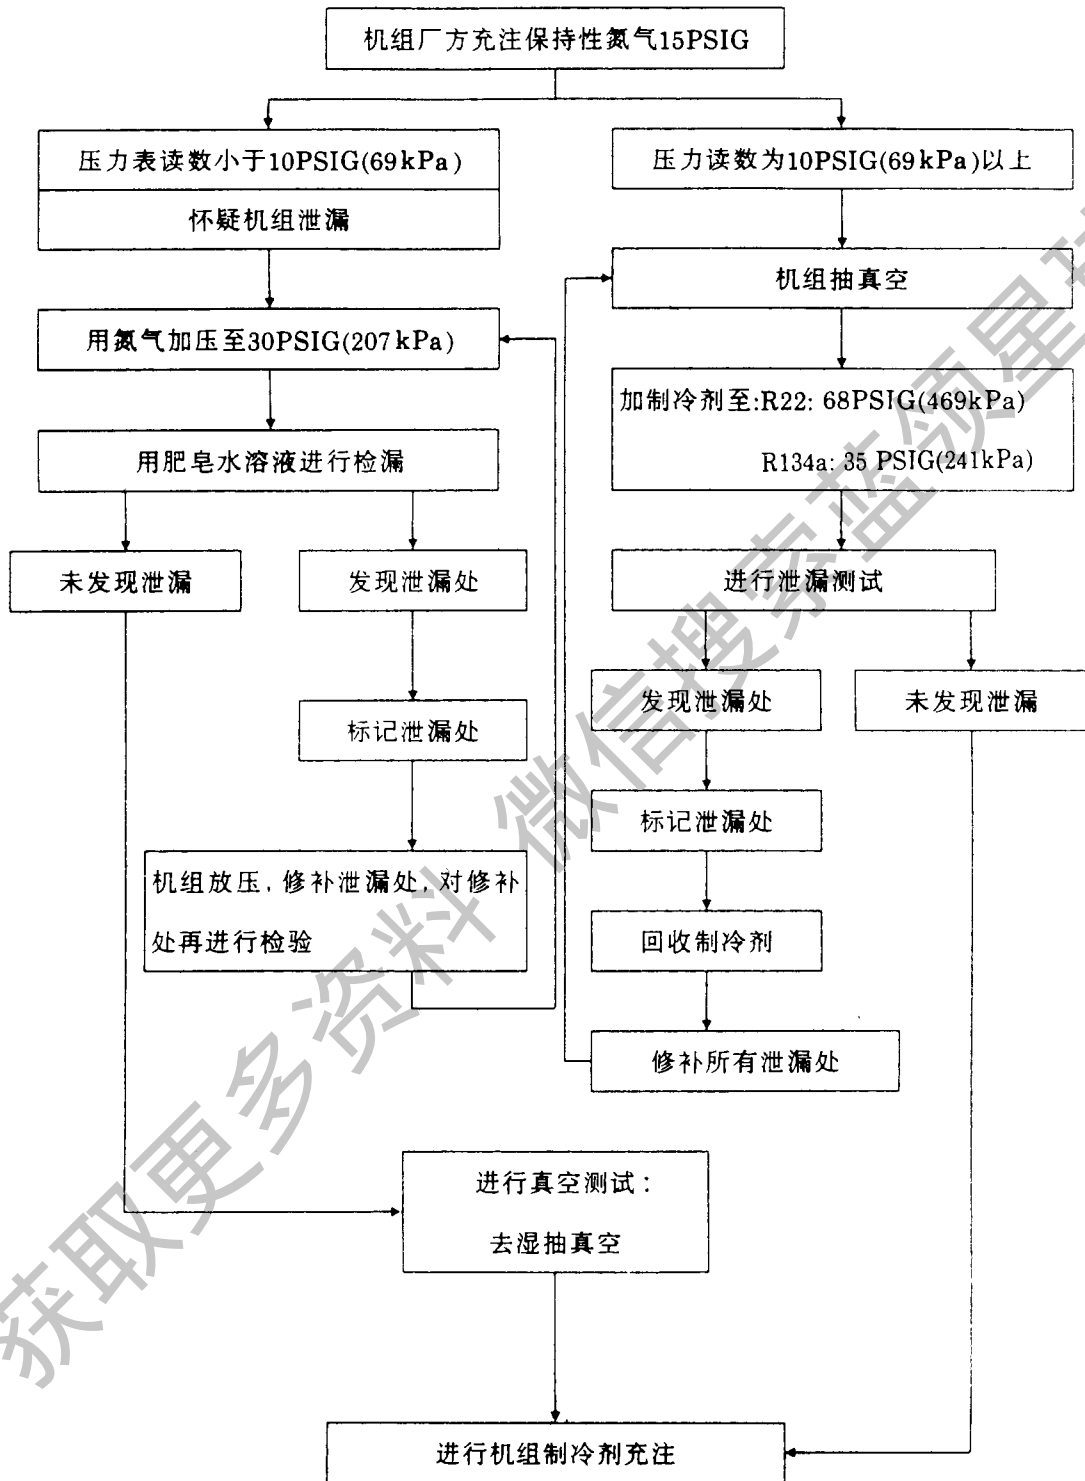 机组厂方充注保持性氮气15PSIG
压力表读数小于10PSIG(69kPa)
怀疑机组泄漏
用氮气加压至30PSIG(207kPa)
用肥皂水溶液进行检漏
未发现泄漏
发现泄漏处
标记泄漏处
机组放压，修补泄漏处，对修补
处再进行检验
压力读数为10PSIG(69kPa)以上
机组抽真空
加制冷剂至:R22: 68PSIG(469kPa)
R134a: 35 PSIG(241kPa)
进行泄漏测试
发现泄漏处
未发现泄漏
标记泄漏处
回收制冷剂
修补所有泄漏处
进行真空测试：
去湿抽真空
进行机组制冷剂充注
获取更多资料 微信搜索蓝领星球